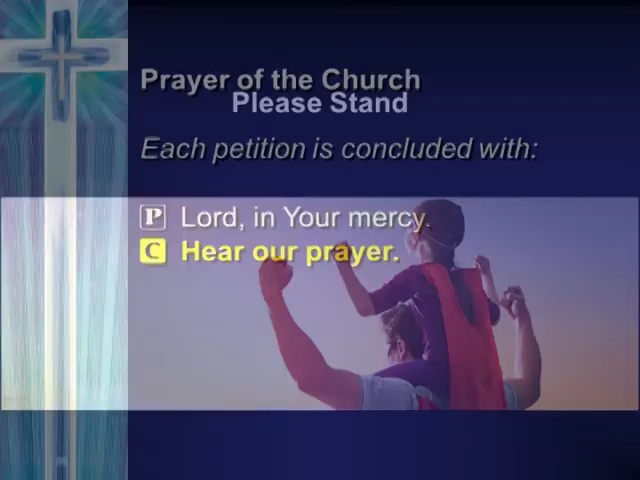 Prayer of the Church
Please Stand
Each petition is concluded with:
P Lord, in Your mercy.
C Hear our prayer.